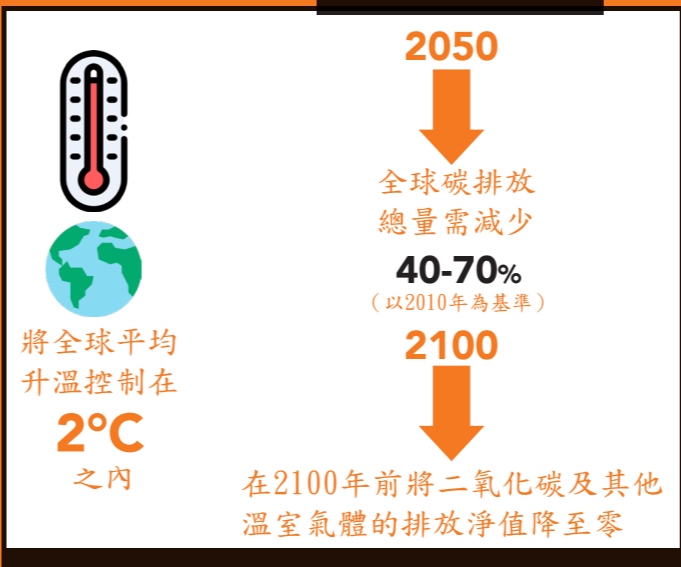 將全球平均
升溫控制在
2°C
之內
2050
全球碳排放
總量需減少
40-70%
（以2010年為基準）
2100
在2100年前將二氧化碳及其他
溫室氣體的排放淨值降至零